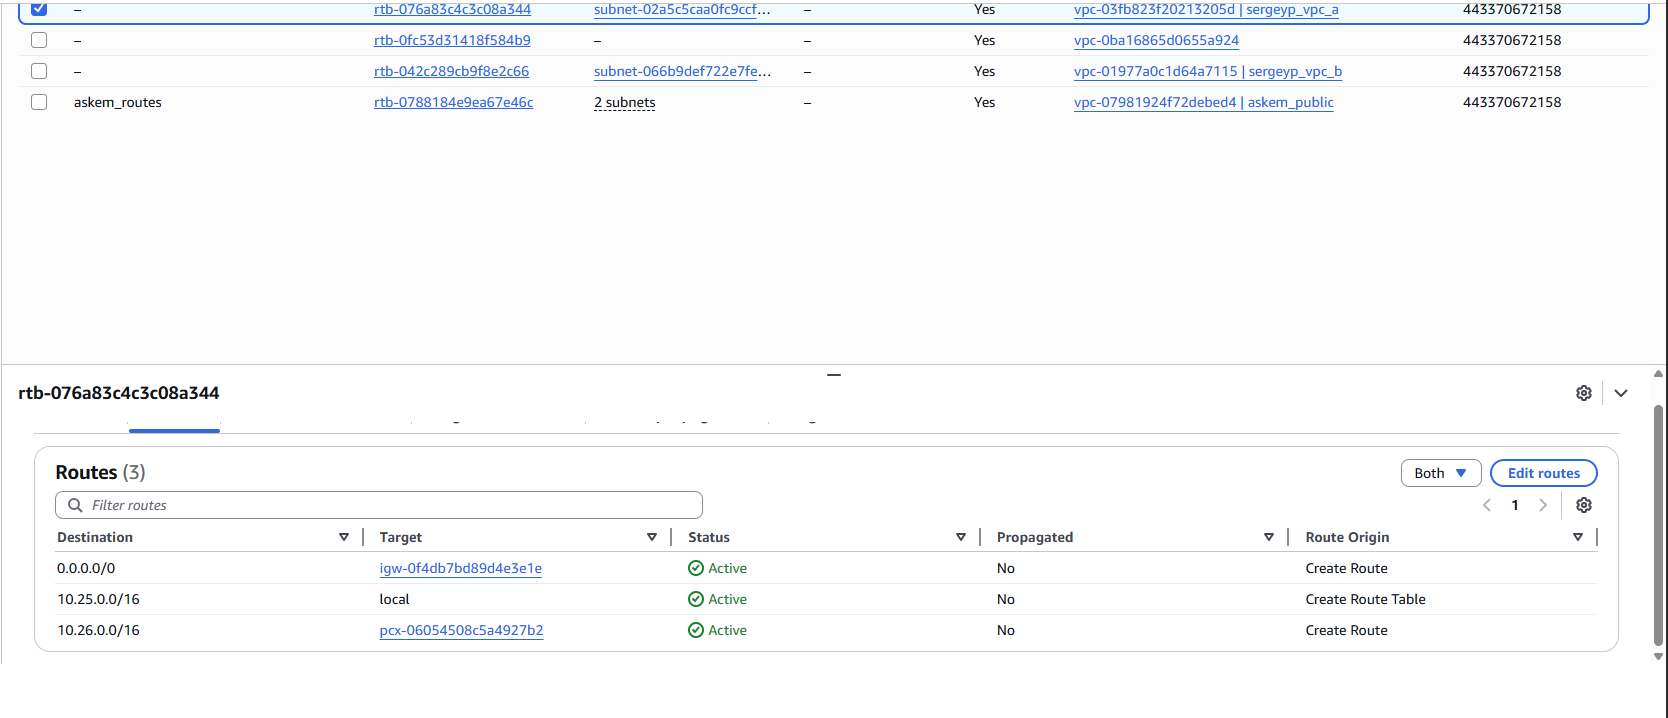 – rtb-076a83c4c3c08a344 subnet-02a5c5caa0fc9ccf... – Yes vpc-03fb823f20213205d | sergeyp_vpc_a 443370672158
– rtb-0fc53d31418f584b9 – – Yes vpc-0ba16865d0655a924 443370672158
– rtb-042c289cb9f8e2c66 subnet-066b9def722e7fe... – Yes vpc-01977a0c1d64a7115 | sergeyp_vpc_b 443370672158
askem_routes rtb-0788184e9ea67e46c 2 subnets – Yes vpc-07981924f72debed4 | askem_public 443370672158
rtb-076a83c4c3c08a344
Routes (3) Both Edit routes
Filter routes 1
Destination Target Status Propagated Route Origin
0.0.0.0/0 igw-0f4db7bd89d4e3e1e Active No Create Route
10.25.0.0/16 local Active No Create Route Table
10.26.0.0/16 pcx-06054508c5a4927b2 Active No Create Route